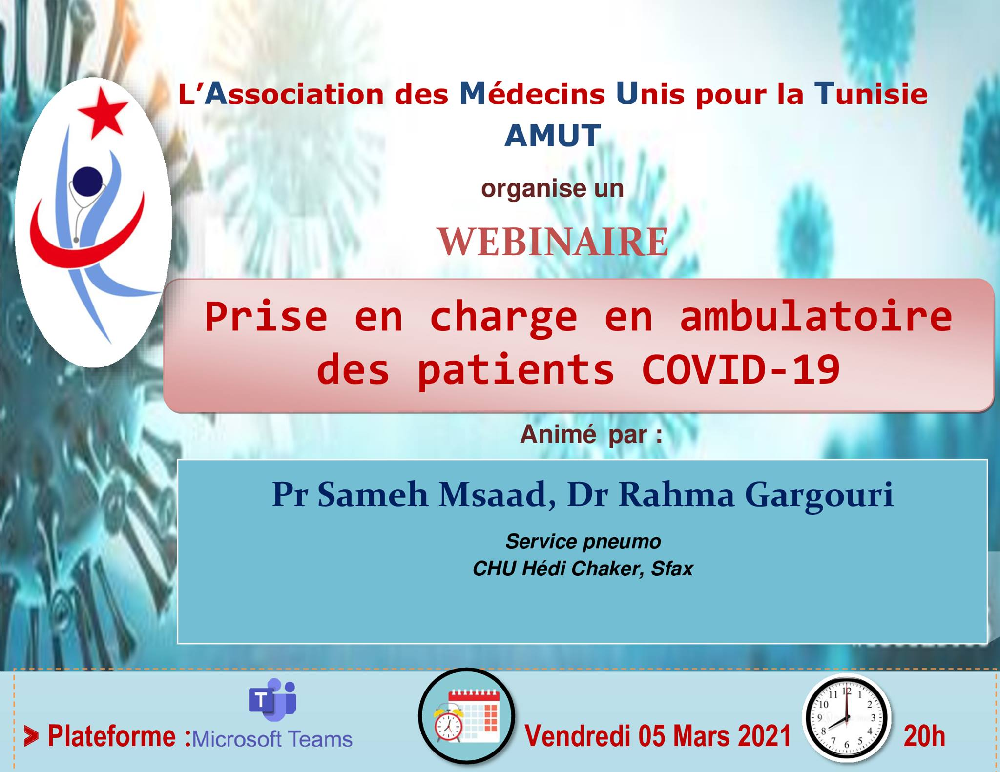 L'Association des Médecins Unis pour la Tunisie
AMUT
organise un
WEBINAIRE
Prise en charge en ambulatoire
des patients COVID-19
Animé par :
Pr Sameh Msaad, Dr Rahma Gargouri
Service pneumo
CHU Hédi Chaker, Sfax
> Plateforme : Microsoft Teams
Vendredi 05 Mars 2021
20h